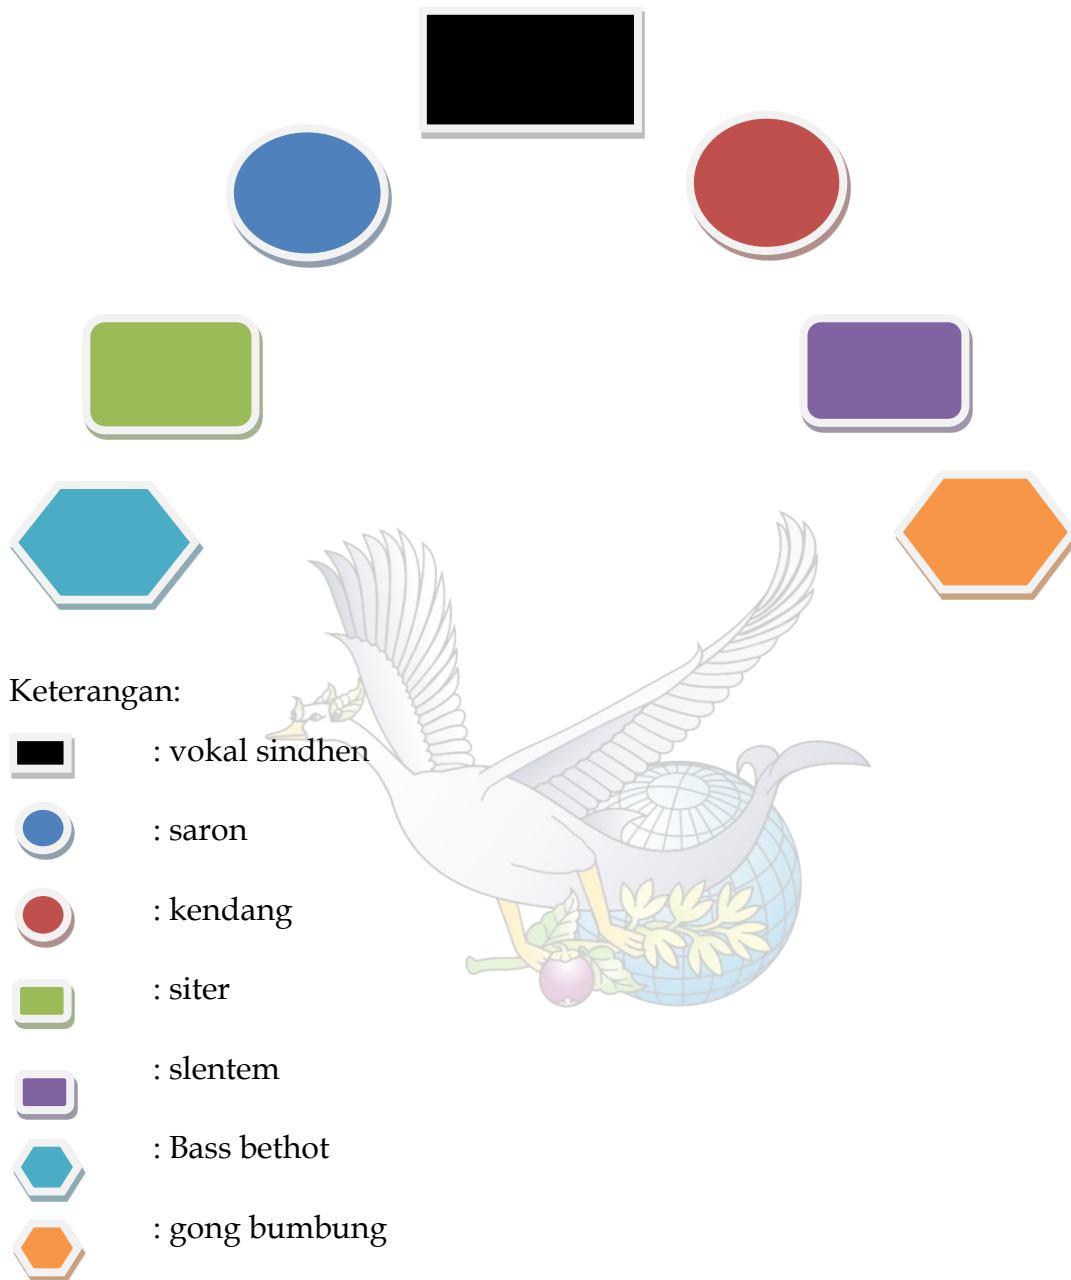 Keterangan:
: vokal sindhen
: saron
: kendang
: siter
: slentem
: Bass bethot
: gong bumbung